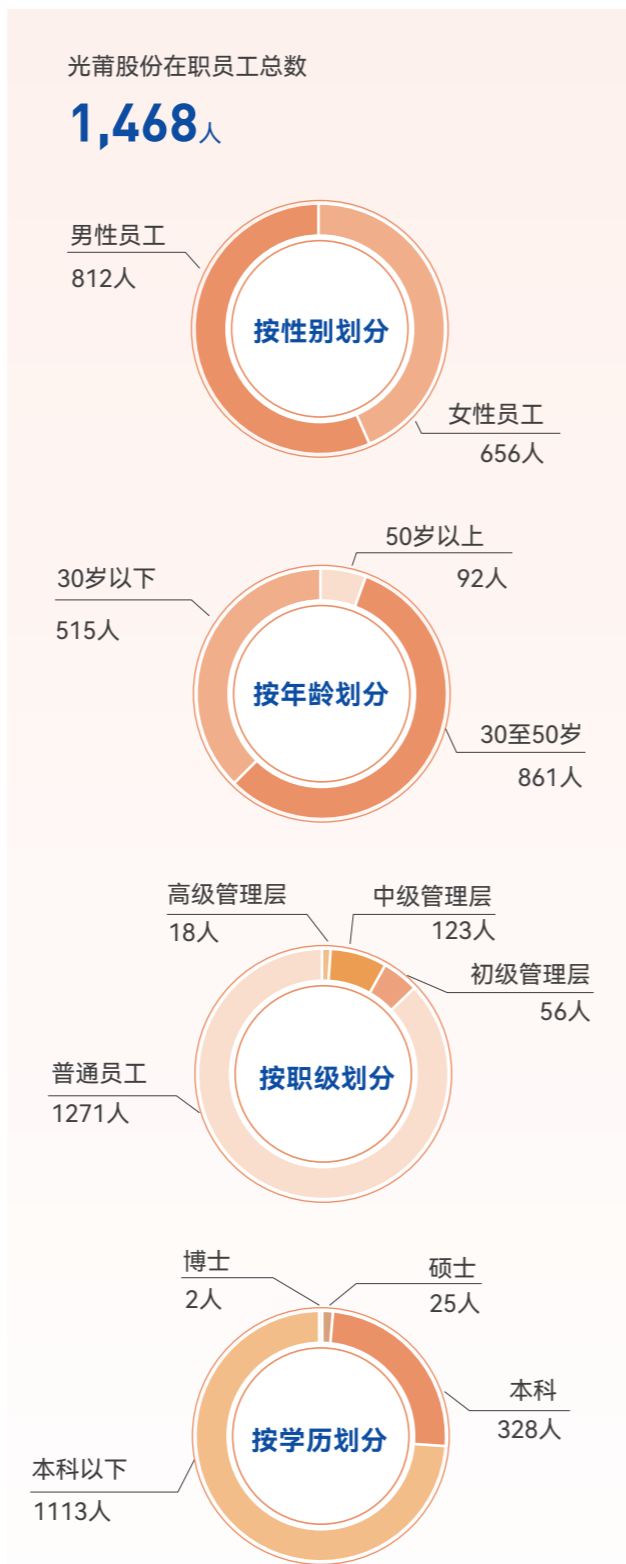 光莆股份在职员工总数
1,468人
男性员工
812人
按性别划分
女性员工
656人
50岁以上
92人
30岁以下
515人
按年龄划分
30至50岁
861人
高级管理层
18人
中级管理层
123人
初级管理层
56人
普通员工
1271人
按职级划分
博士
2人
硕士
25人
本科
328人
按学历划分
本科以下
1113人